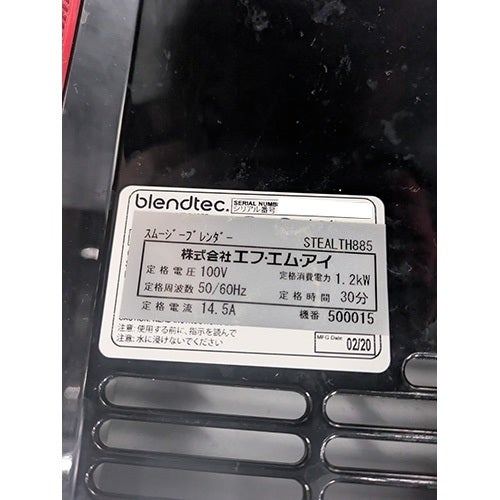 blendtec.
SERIAL NUMB
シリアル番号
スムージーブレンダー STEALTH885
株式会社エフ・エム・アイ
定格電圧 100V 定格消費電力 1.2kW
定格周波数 50/60Hz 定格時間 30分
定格電流 14.5A 機番 500015
注意:使用する前に、指示を読んで
注意:水に浸けないでください
MFG Date: 02/20